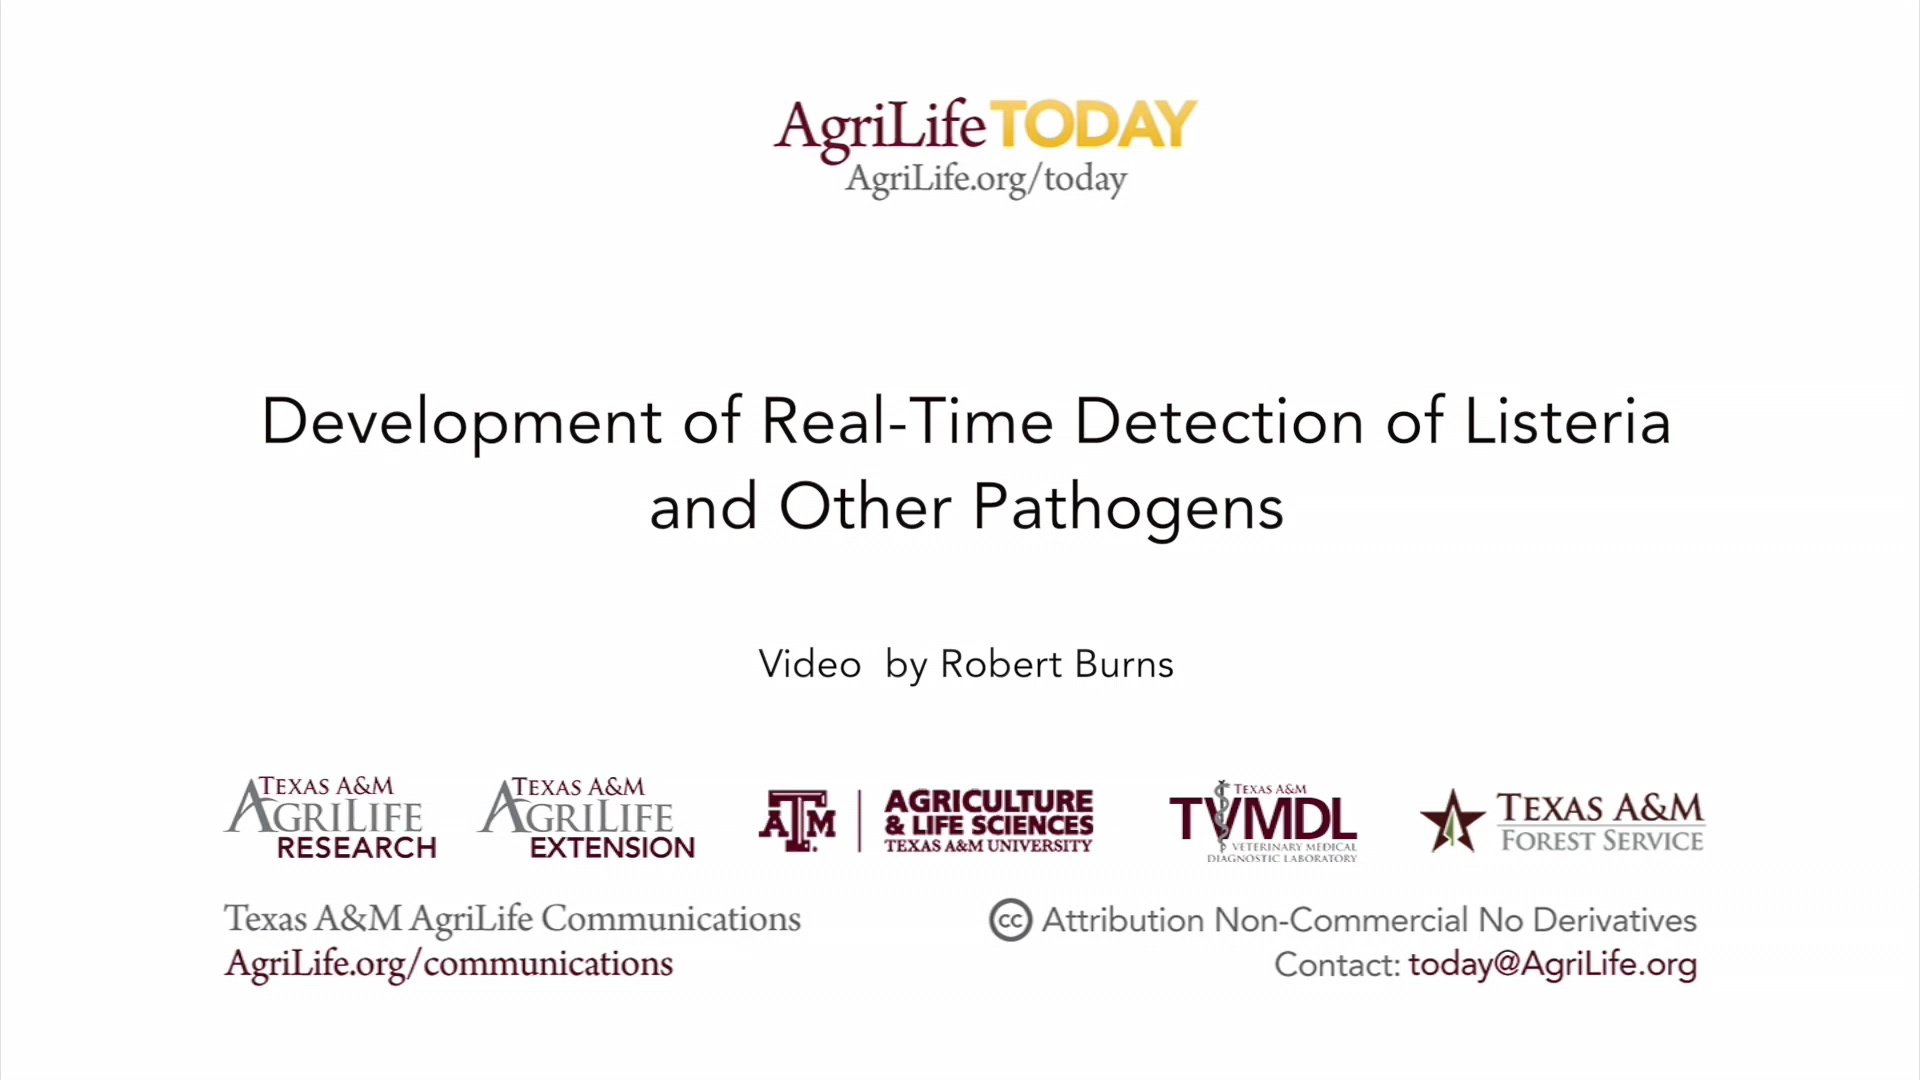 AgriLife TODAY
AgriLife.org/today
Development of Real-Time Detection of Listeria
and Other Pathogens
Video by Robert Burns
TEXAS A&M
AGRILIFE
RESEARCH
TEXAS A&M
AGRILIFE
EXTENSION
ATM
AGRICULTURE
& LIFE SCIENCES
TEXAS A&M UNIVERSITY
TEXAS A&M
TVMDL
VETERINARY MEDICAL
DIAGNOSTIC LABORATORY
TEXAS A&M
FOREST SERVICE
Texas A&M AgriLife Communications
AgriLife.org/communications
cc Attribution Non-Commercial No Derivatives
Contact: today@AgriLife.org